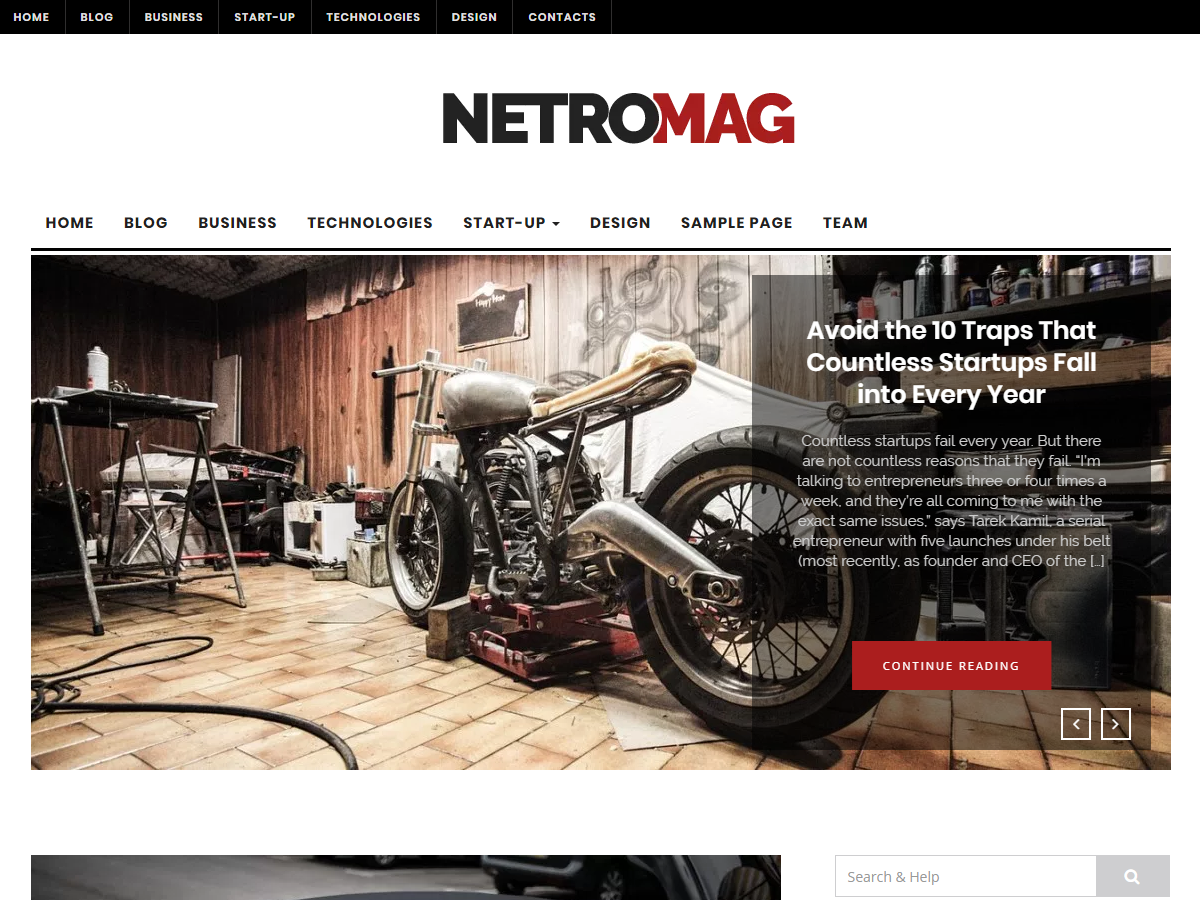 HOME BLOG BUSINESS START-UP TECHNOLOGIES DESIGN CONTACTS
NETROMAG
HOME BLOG BUSINESS TECHNOLOGIES START-UP DESIGN SAMPLE PAGE TEAM
Happy Hour
Avoid the 10 Traps That
Countless Startups Fall
into Every Year
Countless startups fail every year. But there
are not countless reasons that they fail. "I'm
talking to entrepreneurs three or four times a
week, and they're all coming to me with the
exact same issues," says Tarek Kamil, a serial
entrepreneur with five launches under his belt
(most recently, as founder and CEO of the [...]
CONTINUE READING
Search & Help